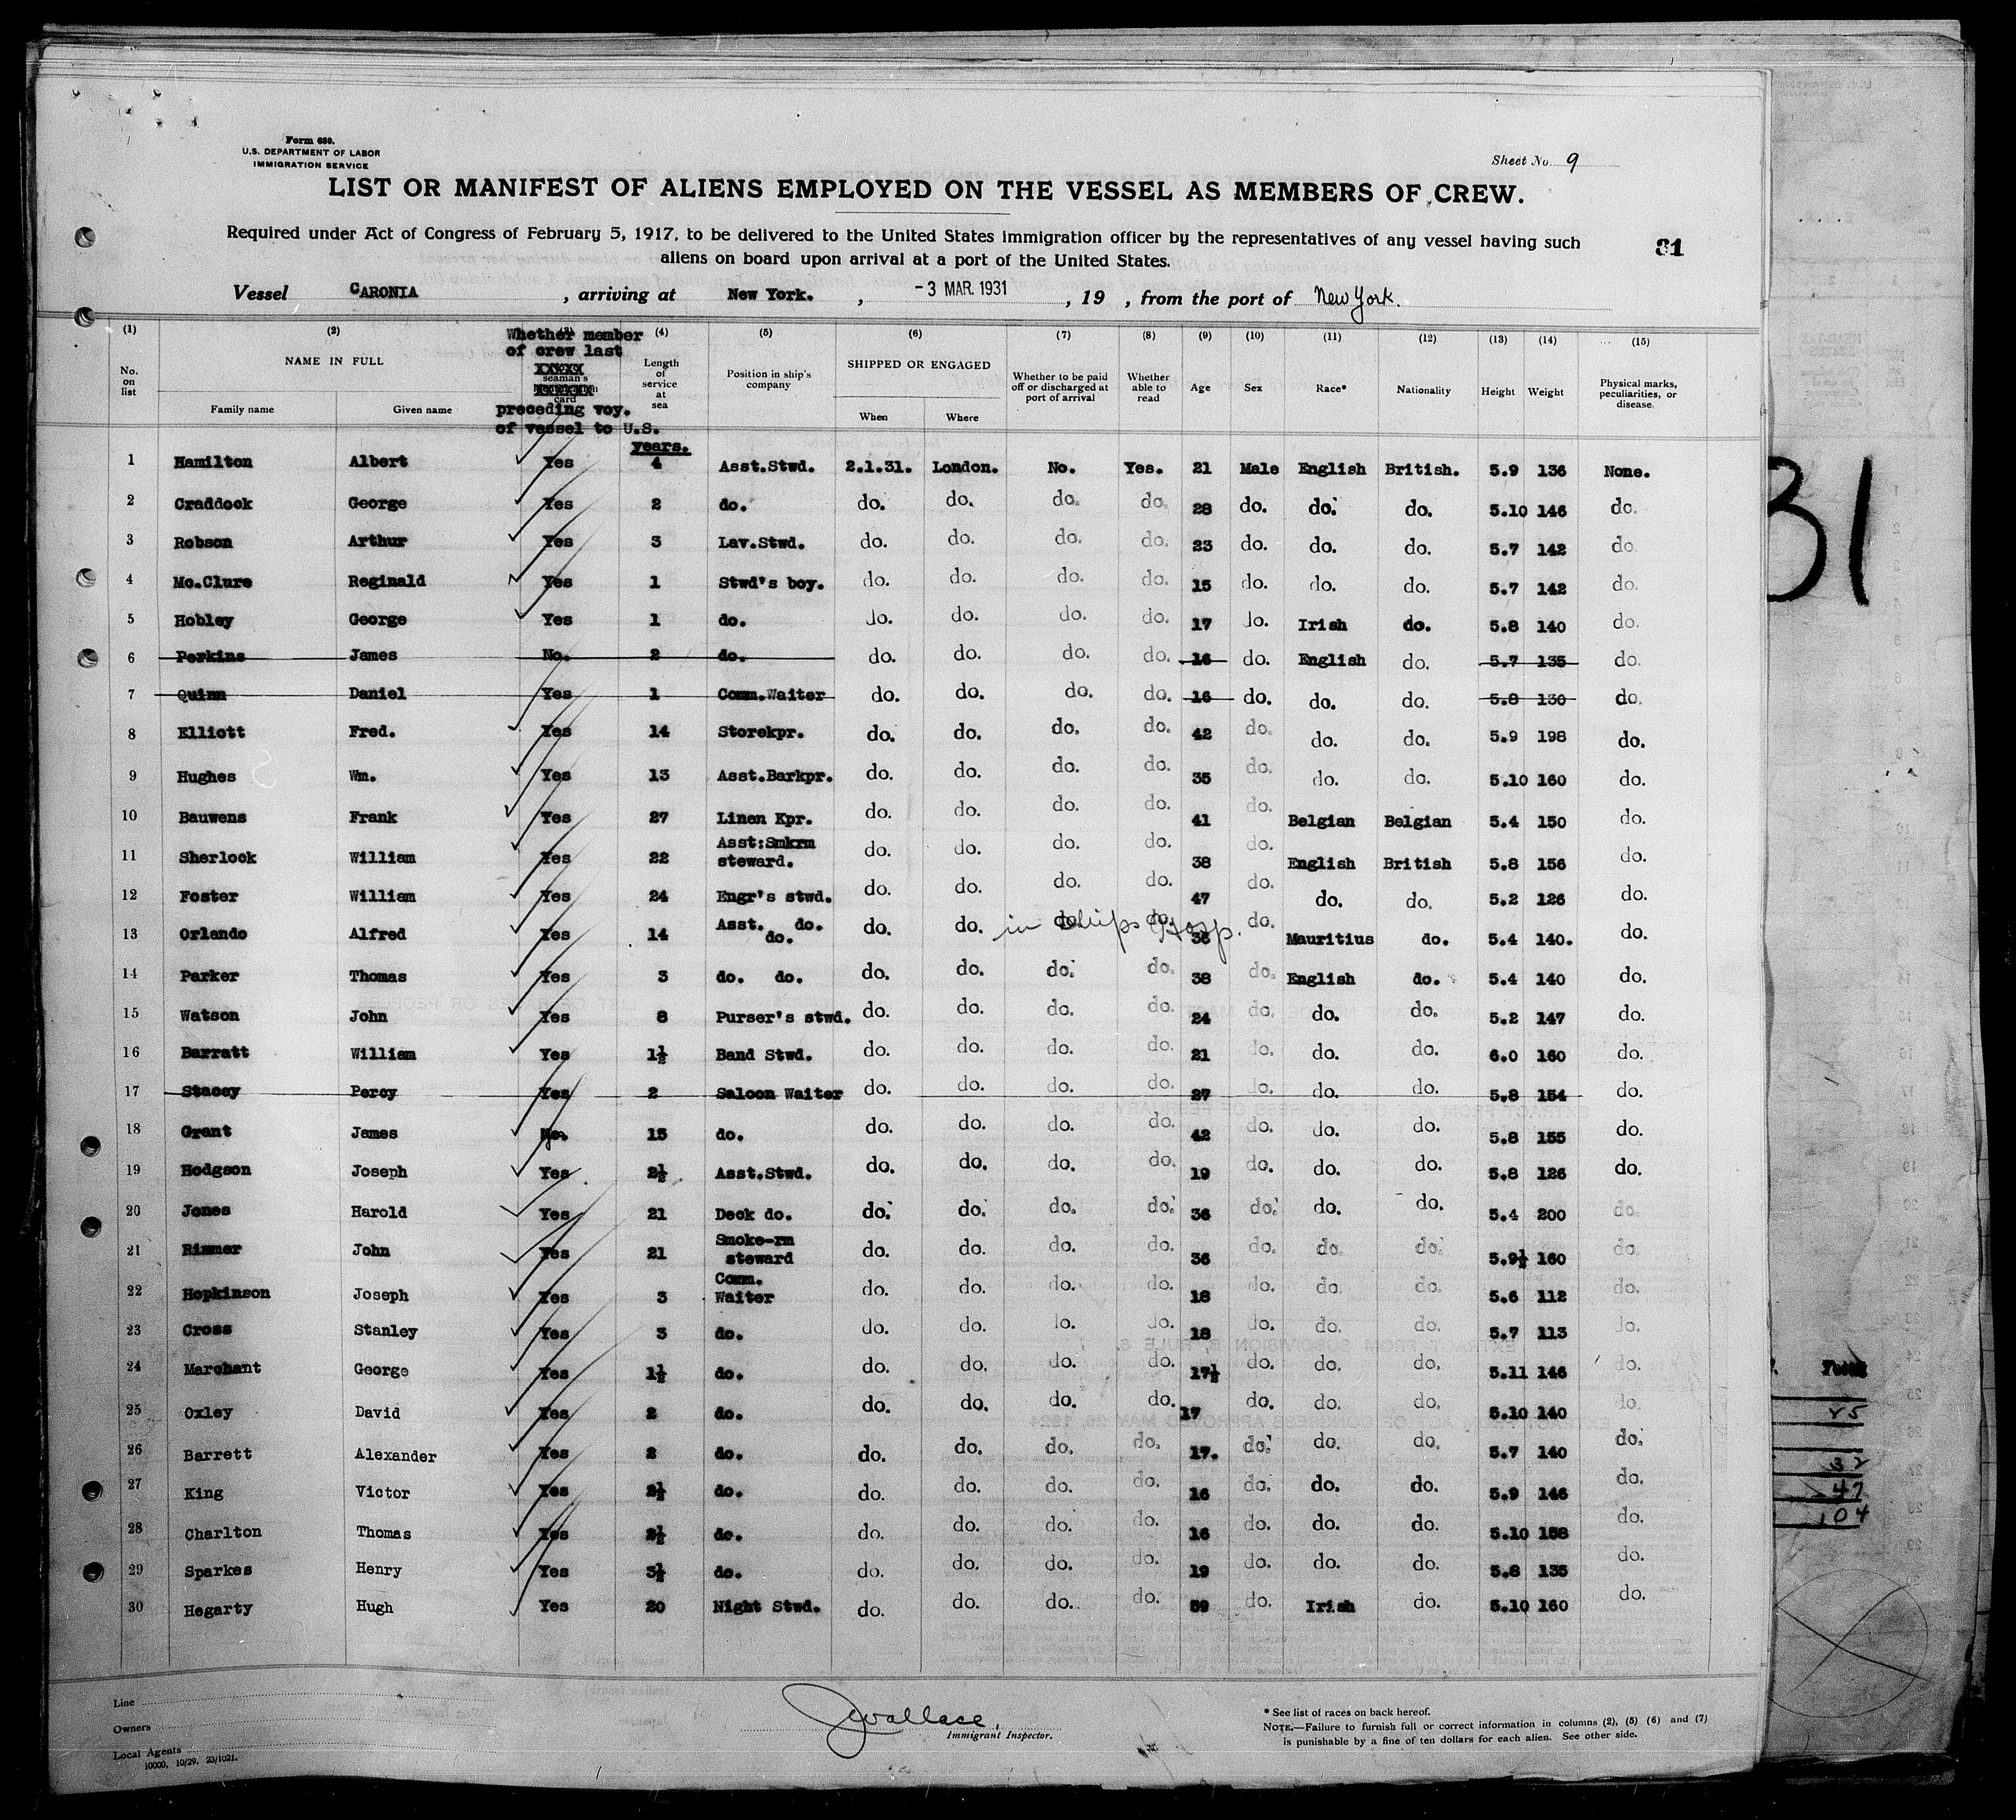 Form 680.
U.S. DEPARTMENT OF LABOR
IMMIGRATION SERVICE
Sheet No. 9
LIST OR MANIFEST OF ALIENS EMPLOYED ON THE VESSEL AS MEMBERS OF CREW.
Required under Act of Congress of February 5, 1917, to be delivered to the United States immigration officer by the representatives of any vessel having such
aliens on board upon arrival at a port of the United States.
31
Vessel CARONIA , arriving at New York. , -3 MAR. 1931 , 19 , from the port of New York.
(1) (2) (4) (5) (6) (7) (8) (9) (10) (11) (12) (13) (14) (15)
No. on list NAME IN FULL Family name Given name
Whether member
of crew last
seaman's
card
preceding voy.
of vessel to U.S.
Length of service at sea years.
Position in ship's company
SHIPPED OR ENGAGED When Where
Whether to be paid off or discharged at port of arrival
Whether able to read
Age Sex Race* Nationality Height Weight
Physical marks, peculiarities, or disease.
1 Hamilton Albert Yes 4 Asst.Stwd. 2.1.31. London. No. Yes. 21 Male English British. 5.9 136 None.
2 Craddock George Yes 2 do. do. do. do. do. 28 do. do. do. 5.10 146 do.
3 Robson Arthur Yes 3 Lav.Stwd. do. do. do. do. 23 do. do. do. 5.7 142 do.
4 Mc.Clure Reginald Yes 1 Stwd's boy. do. do. do. do. 15 do. do. do. 5.7 142 do.
5 Hobley George Yes 1 do. do. do. do. do. 17 do. Irish do. 5.8 140 do.
6 Perkins James No. 2 do. do. do. do. do. 16 do. English do. 5.7 135 do.
7 Quinn Daniel Yes 1 Comm.Waiter do. do. do. do. 16 do. do. do. 5.8 130 do.
8 Elliott Fred. Yes 14 Storekpr. do. do. do. do. 42 do. do. do. 5.9 198 do.
9 Hughes Wm. Yes 13 Asst.Barkpr. do. do. do. do. 35 do. do. do. 5.10 160 do.
10 Bauwens Frank Yes 27 Linen Kpr. do. do. do. do. 41 do. Belgian Belgian 5.4 150 do.
11 Sherlock William Yes 22 Asst:Smkrm steward. do. do. do. do. 38 do. English British 5.8 156 do.
12 Foster William Yes 24 Engr's stwd. do. do. do. do. 47 do. do. do. 5.2 126 do.
in Ships Hosp.
13 Orlando Alfred Yes 14 Asst. do. do. do. do. do. do. 36 do. Mauritius do. 5.4 140. do.
14 Parker Thomas Yes 3 do. do. do. do. do. do. 38 do. English do. 5.4 140 do.
15 Watson John Yes 8 Purser's stwd. do. do. do. do. 24 do. do. do. 5.2 147 do.
16 Barratt William Yes 1½ Band Stwd. do. do. do. do. 21 do. do. do. 6.0 160 do.
17 Stacey Percy Yes 2 Saloon Waiter do. do. do. do. 27 do. do. do. 5.8 154 do.
18 Grant James 15 do. do. do. do. do. 42 do. do. do. 5.8 155 do.
19 Hodgson Joseph Yes 2½ Asst.Stwd. do. do. do. do. 19 do. do. do. 5.8 126 do.
20 Jones Harold Yes 21 Deck do. do. do. do. do. 36 do. do. do. 5.4 200 do.
21 Rimmer John Yes 21 Smoke-rm steward do. do. do. do. 36 do. do. do. 5.9½ 160 do.
22 Hopkinson Joseph Yes 3 Comm. Waiter do. do. do. do. 18 do. do. do. 5.6 112 do.
23 Cross Stanley Yes 3 do. do. do. do. do. 18 do. do. do. 5.7 113 do.
24 Marchant George Yes 1½ do. do. do. do. do. 17½ do. do. do. 5.11 146 do.
25 Oxley David Yes 2 do. do. do. do. do. 17 do. do. do. 5.10 140 do.
26 Barrett Alexander Yes 2 do. do. do. do. do. 17. do. do. do. 5.7 140 do.
27 King Victor Yes 2½ do. do. do. do. do. 16 do. do. do. 5.9 146 do.
28 Charlton Thomas Yes 2½ do. do. do. do. do. 16 do. do. do. 5.10 158 do.
29 Sparkes Henry Yes 3½ do. do. do. do. do. 19 do. do. do. 5.8 135 do.
30 Hegarty Hugh Yes 20 Night Stwd. do. do. do. do. 59 do. Irish do. 5.10 160 do.
Line
Owners
Local Agents
10000, 10/29, 23/1021.
JWallace,
Immigrant Inspector.
* See list of races on back hereof.
NOTE.—Failure to furnish full or correct information in columns (2), (5) (6) and (7)
is punishable by a fine of ten dollars for each alien. See other side.
31
Total
25
32
47
104